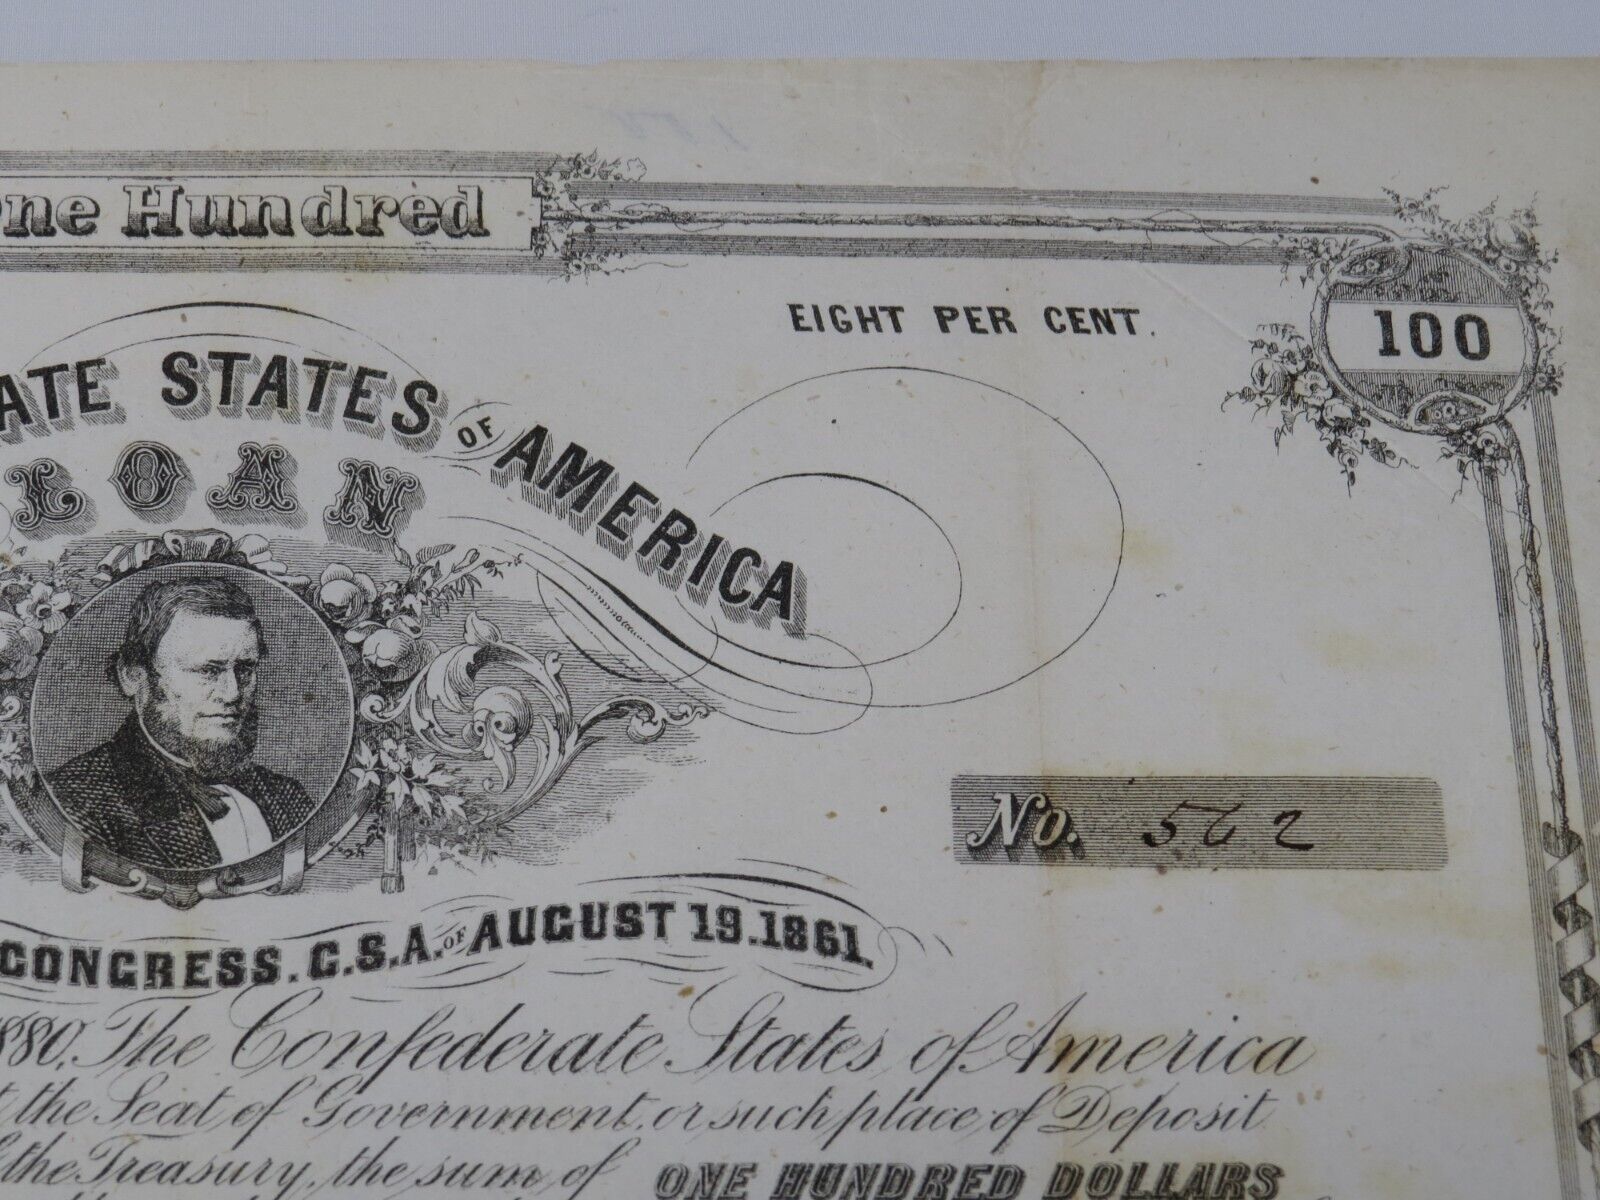 ne Hundred
EIGHT PER CENT.
100
ATE STATES OF AMERICA
LOAN
No. 562
CONGRESS. C.S.A. OF AUGUST 19. 1861.
1880, The Confederate States of America
the Seat of Government, or such place of Deposit
the Treasury, the sum of ONE HUNDRED DOLLARS